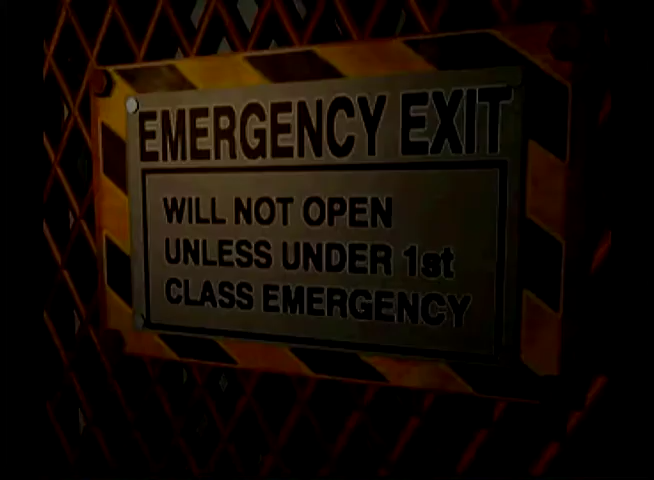 EMERGENCY EXIT
WILL NOT OPEN
UNLESS UNDER 1st
CLASS EMERGENCY